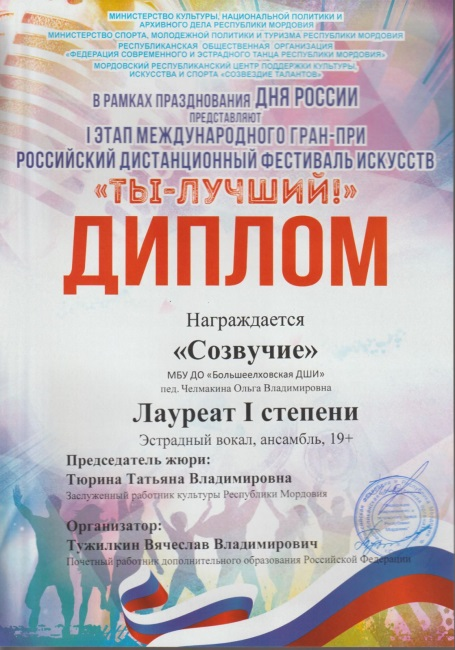 МИНИСТЕРСТВО КУЛЬТУРЫ, НАЦИОНАЛЬНОЙ ПОЛИТИКИ И
АРХИВНОГО ДЕЛА РЕСПУБЛИКИ МОРДОВИЯ
МИНИСТЕРСТВО СПОРТА, МОЛОДЕЖНОЙ ПОЛИТИКИ И ТУРИЗМА РЕСПУБЛИКИ МОРДОВИЯ
РЕСПУБЛИКАНСКАЯ ОБЩЕСТВЕННАЯ ОРГАНИЗАЦИЯ
«ФЕДЕРАЦИЯ СОВРЕМЕННОГО И ЭСТРАДНОГО ТАНЦА РЕСПУБЛИКИ МОРДОВИЯ»
МОРДОВСКИЙ РЕСПУБЛИКАНСКИЙ ЦЕНТР ПОДДЕРЖКИ КУЛЬТУРЫ,
ИСКУССТВА И СПОРТА «СОЗВЕЗДИЕ ТАЛАНТОВ»
В РАМКАХ ПРАЗДНОВАНИЯ ДНЯ РОССИИ
ПРЕДСТАВЛЯЮТ
I ЭТАП МЕЖДУНАРОДНОГО ГРАН-ПРИ
РОССИЙСКИЙ ДИСТАНЦИОННЫЙ ФЕСТИВАЛЬ ИСКУССТВ
«ТЫ-ЛУЧШИЙ!»
ДИПЛОМ
Награждается
«Созвучие»
МБУ ДО «Большеелховская ДШИ»
пед. Челмакина Ольга Владимировна
Лауреат I степени
Эстрадный вокал, ансамбль, 19+
Председатель жюри:
Тюрина Татьяна Владимировна
Заслуженный работник культуры Республики Мордовия
Организатор:
Тужилкин Вячеслав Владимирович
Почетный работник дополнительного образования Российской Федерации